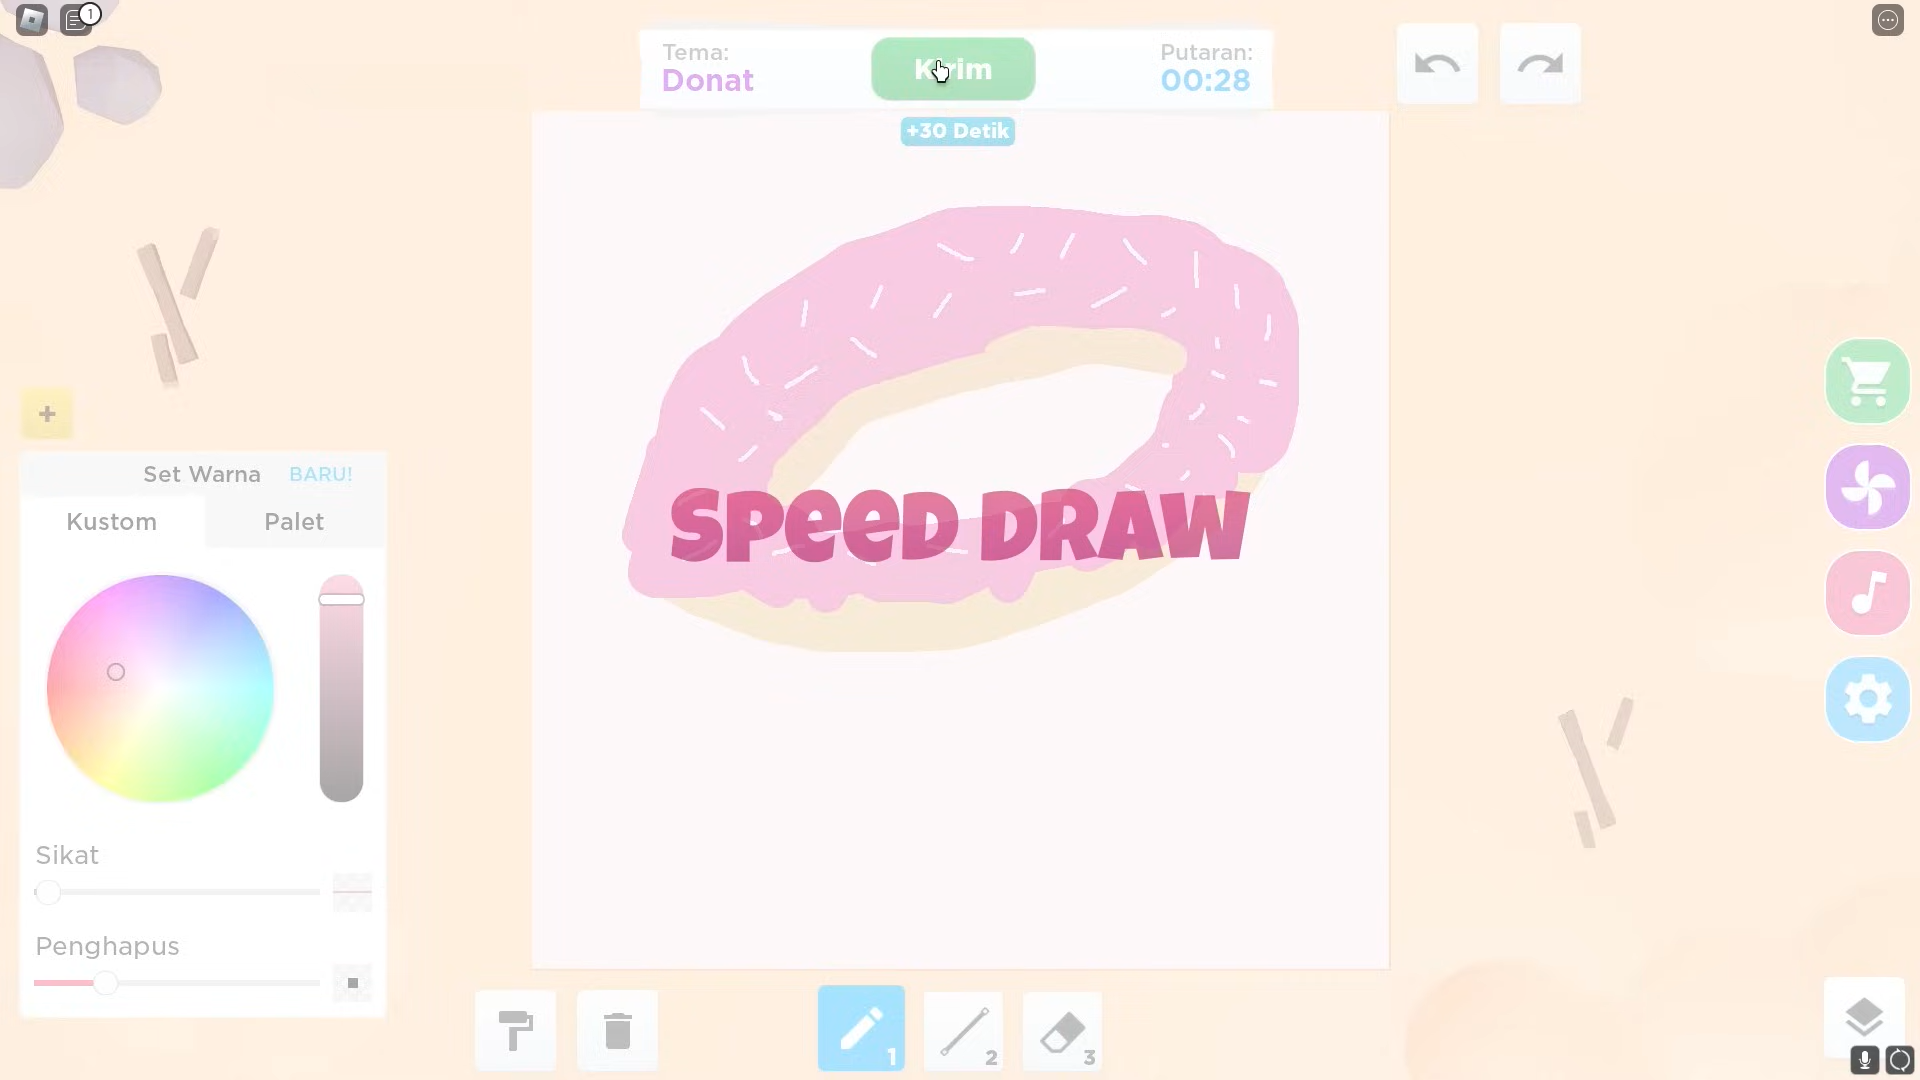 1
Tema:
Donat
Kirim
Putaran:
00:28
+30 Detik
+
Set Warna BARU!
Kustom Palet
SPEED DRAW
Sikat
Penghapus
1
2
3